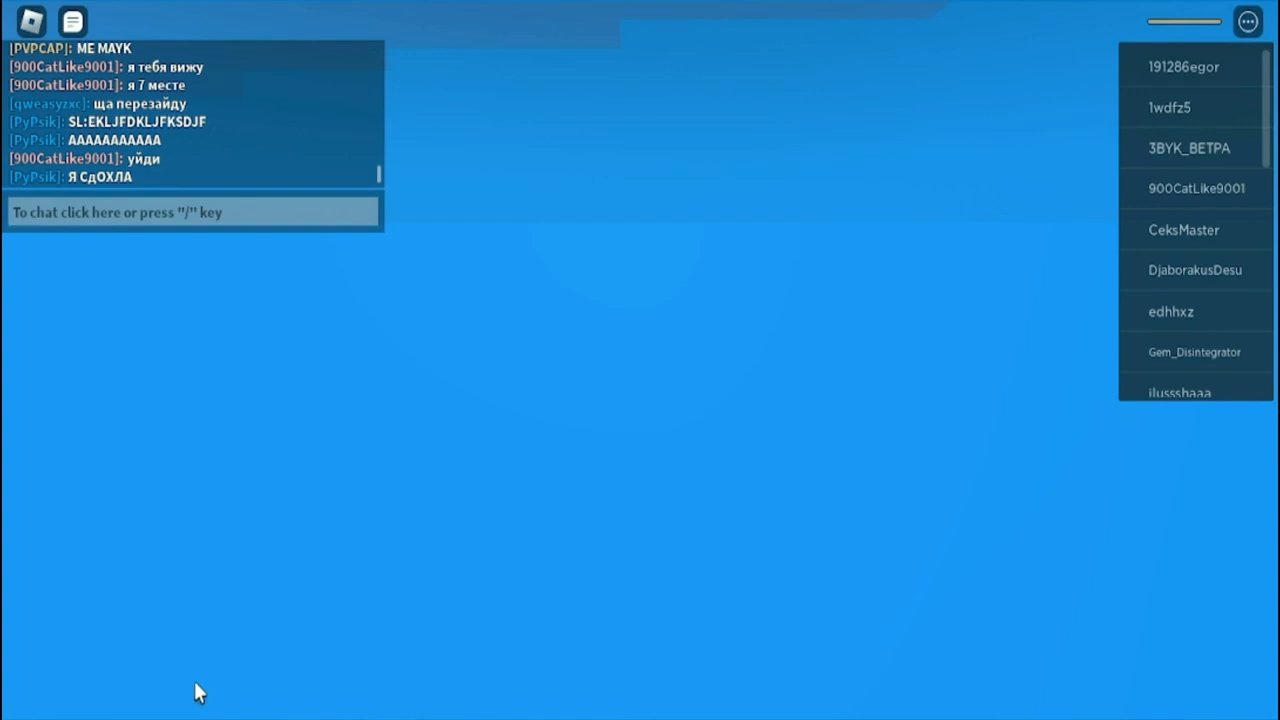 [PVPCAP]: ME MAYK
[900CatLike9001]: я тебя вижу
[900CatLike9001]: я 7 месте
[qweasyzxc]: ща перезайду
[PyPsik]: SL:EKLJFDKLJFKSDJF
[PyPsik]: AAAAAAAAAAA
[900CatLike9001]: уйди
[PyPsik]: Я СдОХЛА
To chat click here or press "/" key
191286egor
1wdfz5
3BYK_BETPA
900CatLike9001
CeksMaster
DjaborakusDesu
edhhxz
Gem_Disintegrator
ilussshaaa